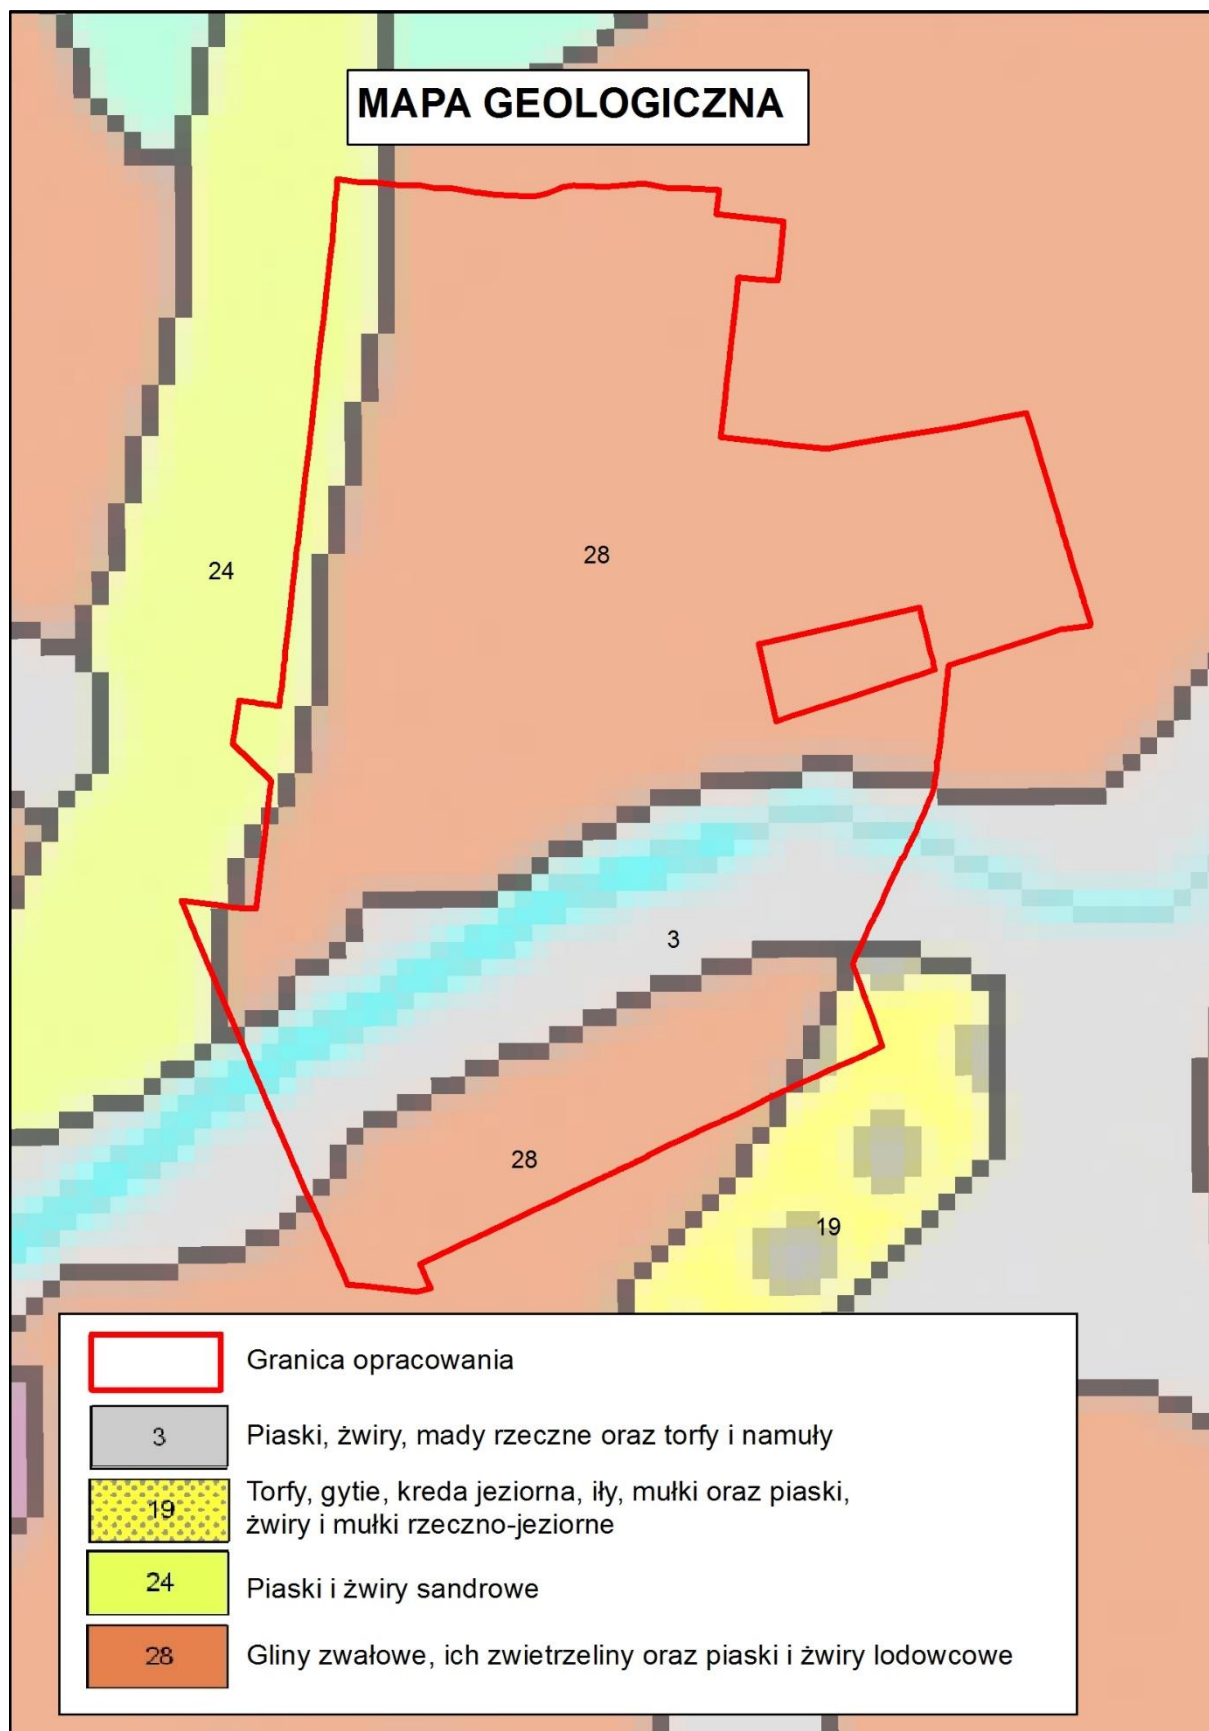 MAPA GEOLOGICZNA
24
28
3
28
19
Granica opracowania
3 Piaski, żwiry, mady rzeczne oraz torfy i namuły
19 Torfy, gytie, kreda jeziorna, iły, mułki oraz piaski,
żwiry i mułki rzeczno-jeziorne
24 Piaski i żwiry sandrowe
28 Gliny zwałowe, ich zwietrzeliny oraz piaski i żwiry lodowcowe